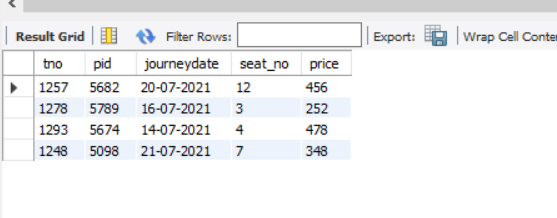 Result Grid Filter Rows: Export: Wrap Cell Conte
tno pid journeydate seat_no price
1257 5682 20-07-2021 12 456
1278 5789 16-07-2021 3 252
1293 5674 14-07-2021 4 478
1248 5098 21-07-2021 7 348